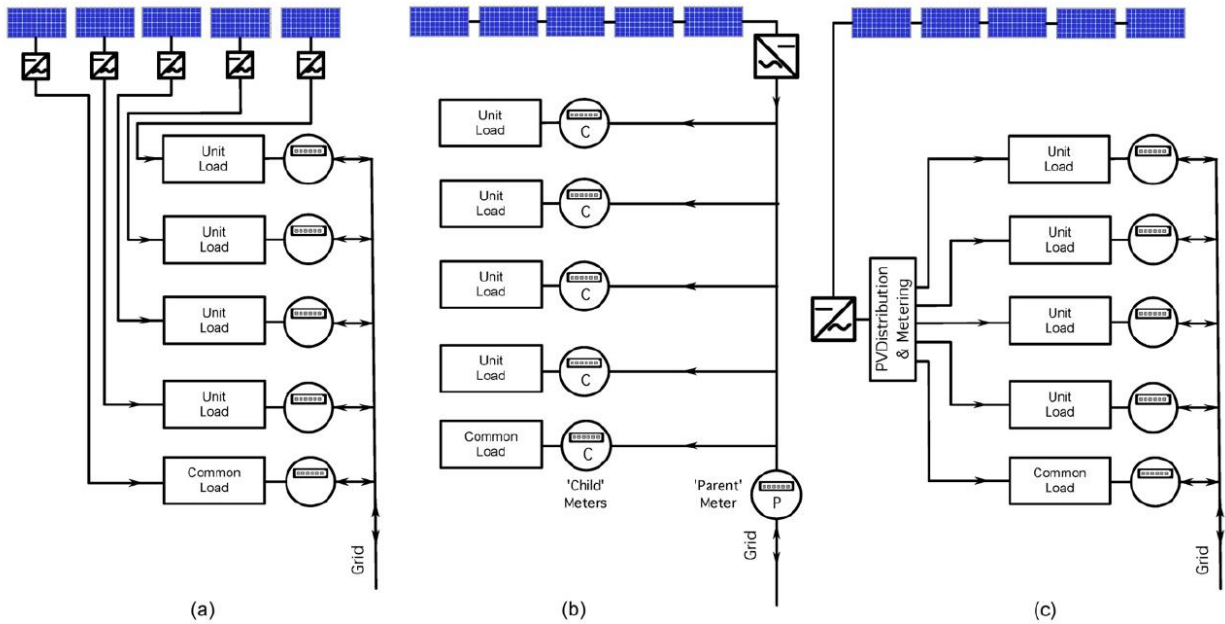 Unit
Load
Unit
Load
Unit
Load
Unit
Load
Common
Load
Grid
(a)
Unit
Load
C
Unit
Load
C
Unit
Load
C
Unit
Load
C
Common
Load
C
'Child'
Meters
'Parent'
Meter
P
Grid
(b)
PVDistribution
& Metering
Unit
Load
Unit
Load
Unit
Load
Unit
Load
Common
Load
Grid
(c)